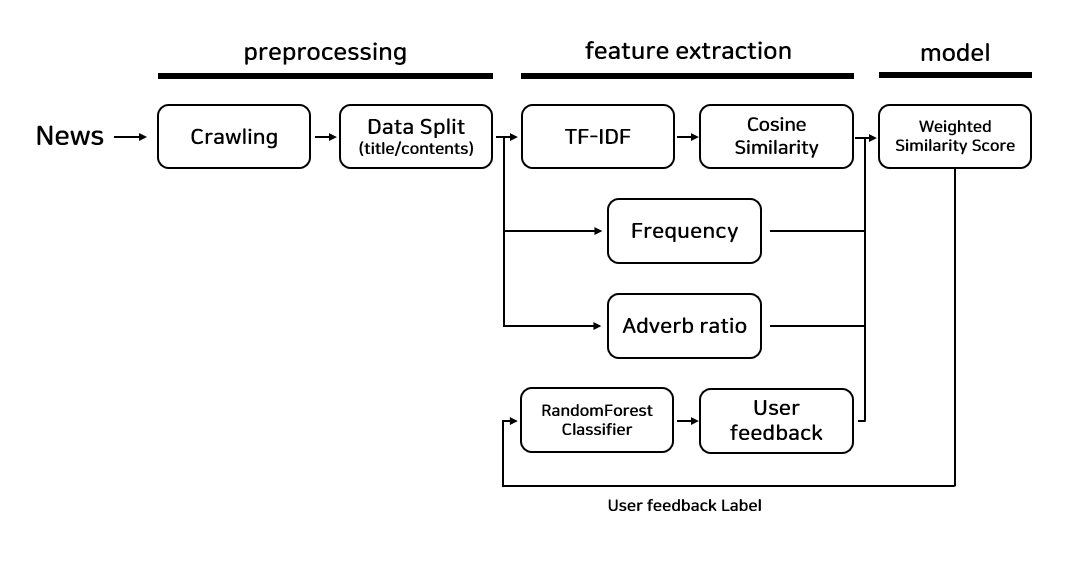 preprocessing
feature extraction
model
News
Crawling
Data Split
(title/contents)
TF-IDF
Cosine
Similarity
Weighted
Similarity Score
Frequency
Adverb ratio
RandomForest
Classifier
User
feedback
User feedback Label